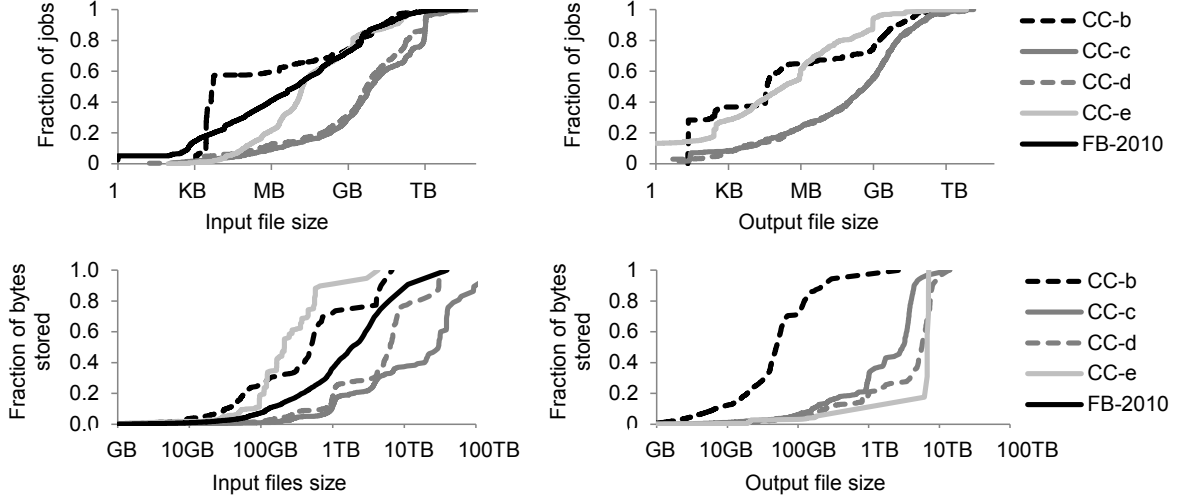 Fraction of jobs
1
0.8
0.6
0.4
0.2
0
1 KB MB GB TB
Input file size
Fraction of jobs
1
0.8
0.6
0.4
0.2
0
1 KB MB GB TB
Output file size
CC-b
CC-c
CC-d
CC-e
FB-2010
Fraction of bytes
stored
1.0
0.8
0.6
0.4
0.2
0.0
GB 10GB 100GB 1TB 10TB 100TB
Input files size
Fraction of bytes
stored
1
0.8
0.6
0.4
0.2
0
GB 10GB 100GB 1TB 10TB 100TB
Output file size
CC-b
CC-c
CC-d
CC-e
FB-2010